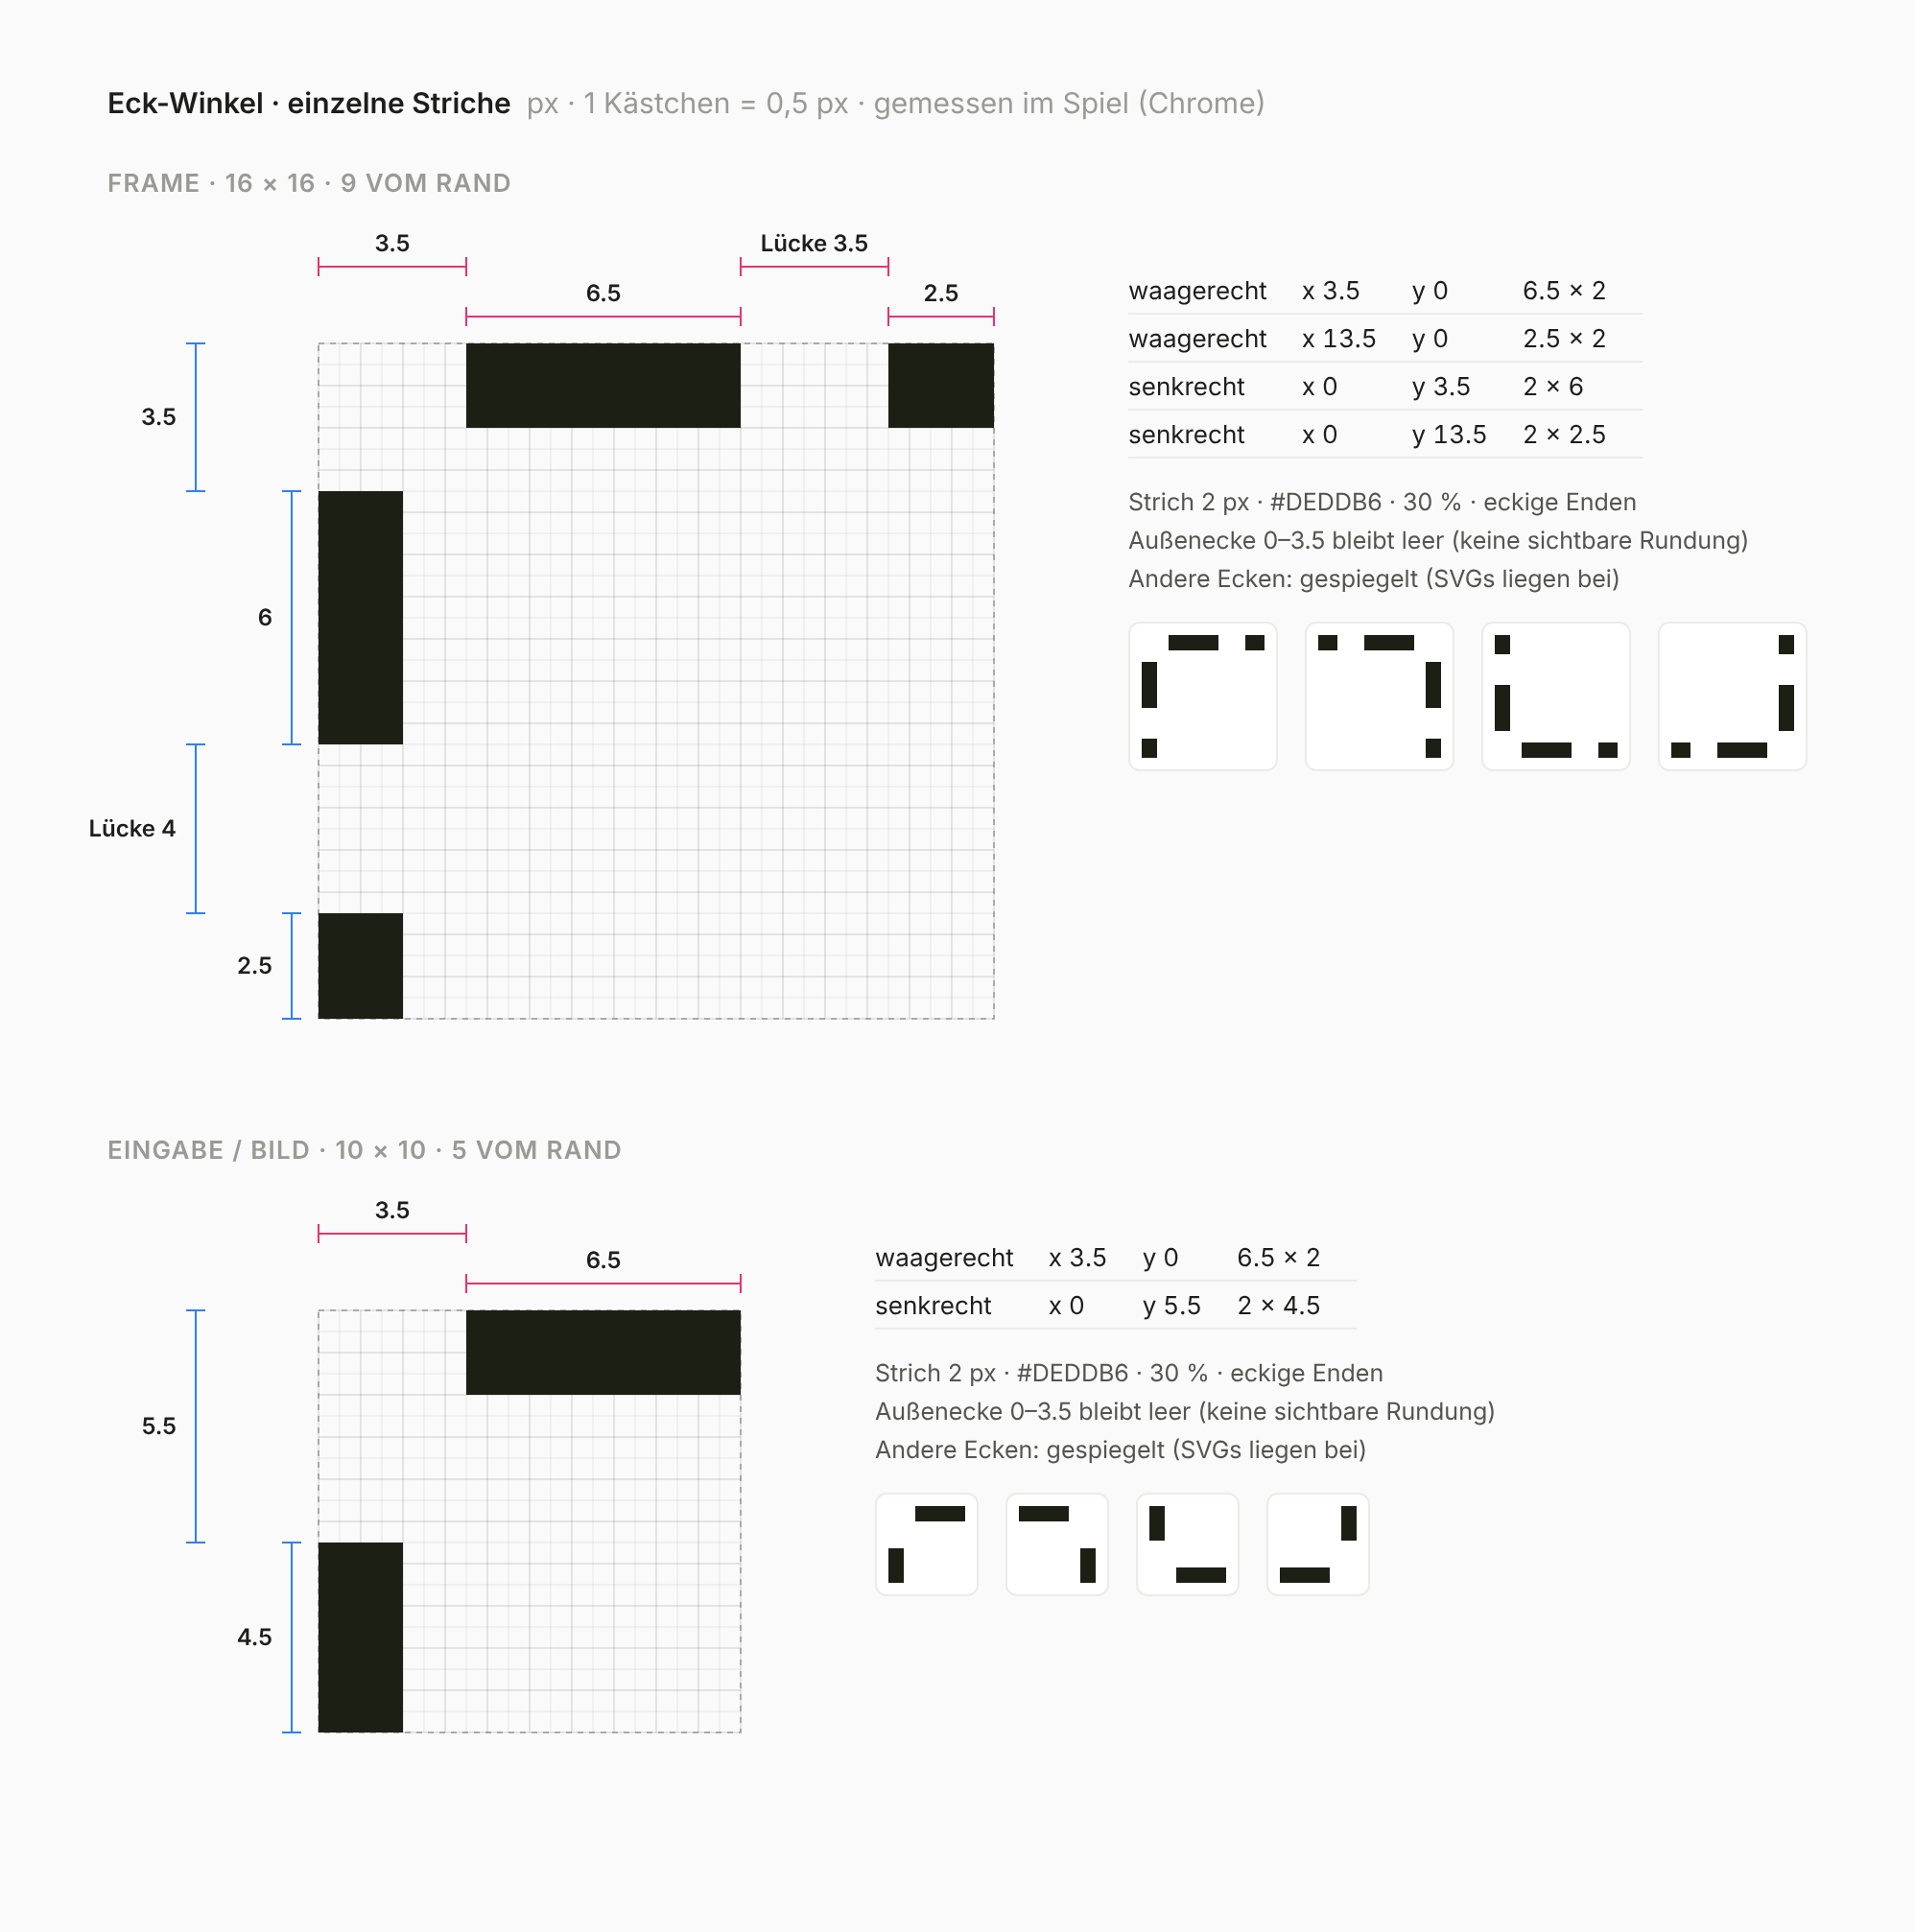 Eck-Winkel · einzelne Striche px · 1 Kästchen = 0,5 px · gemessen im Spiel (Chrome)
FRAME · 16 × 16 · 9 VOM RAND
3.5
Lücke 3.5
6.5
2.5
3.5
6
Lücke 4
2.5
waagerecht x 3.5 y 0 6.5 × 2
waagerecht x 13.5 y 0 2.5 × 2
senkrecht x 0 y 3.5 2 × 6
senkrecht x 0 y 13.5 2 × 2.5
Strich 2 px · #DEDDB6 · 30 % · eckige Enden
Außenecke 0–3.5 bleibt leer (keine sichtbare Rundung)
Andere Ecken: gespiegelt (SVGs liegen bei)
EINGABE / BILD · 10 × 10 · 5 VOM RAND
3.5
6.5
5.5
4.5
waagerecht x 3.5 y 0 6.5 × 2
senkrecht x 0 y 5.5 2 × 4.5
Strich 2 px · #DEDDB6 · 30 % · eckige Enden
Außenecke 0–3.5 bleibt leer (keine sichtbare Rundung)
Andere Ecken: gespiegelt (SVGs liegen bei)